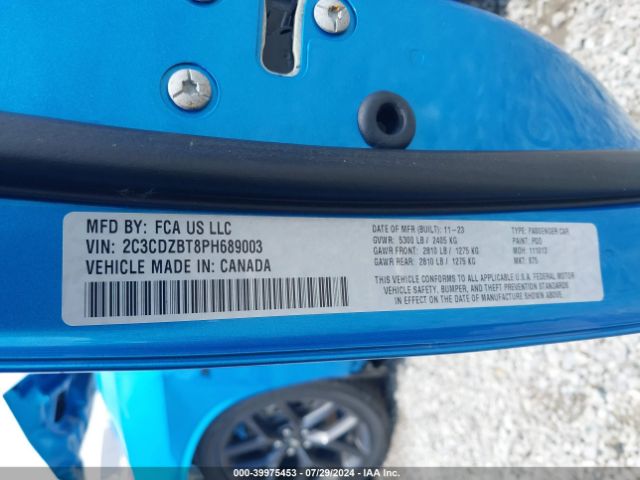 MFD BY: FCA US LLC
VIN: 2C3CDZBT8PH689003
VEHICLE MADE IN: CANADA
DATE OF MFR (BUILT): 11-23
GVWR: 5300 LB / 2405 KG
GAWR FRONT: 2810 LB / 1275 KG
GAWR REAR: 2810 LB / 1275 KG
TYPE: PASSENGER CAR
PAINT: PQD
MDH: 111013
MKT: X75
THIS VEHICLE CONFORMS TO ALL APPLICABLE U.S.A. FEDERAL MOTOR
VEHICLE SAFETY, BUMPER, AND THEFT PREVENTION STANDARDS
IN EFFECT ON THE DATE OF MANUFACTURE SHOWN ABOVE.
000-39975453 - 07/29/2024 - IAA Inc.